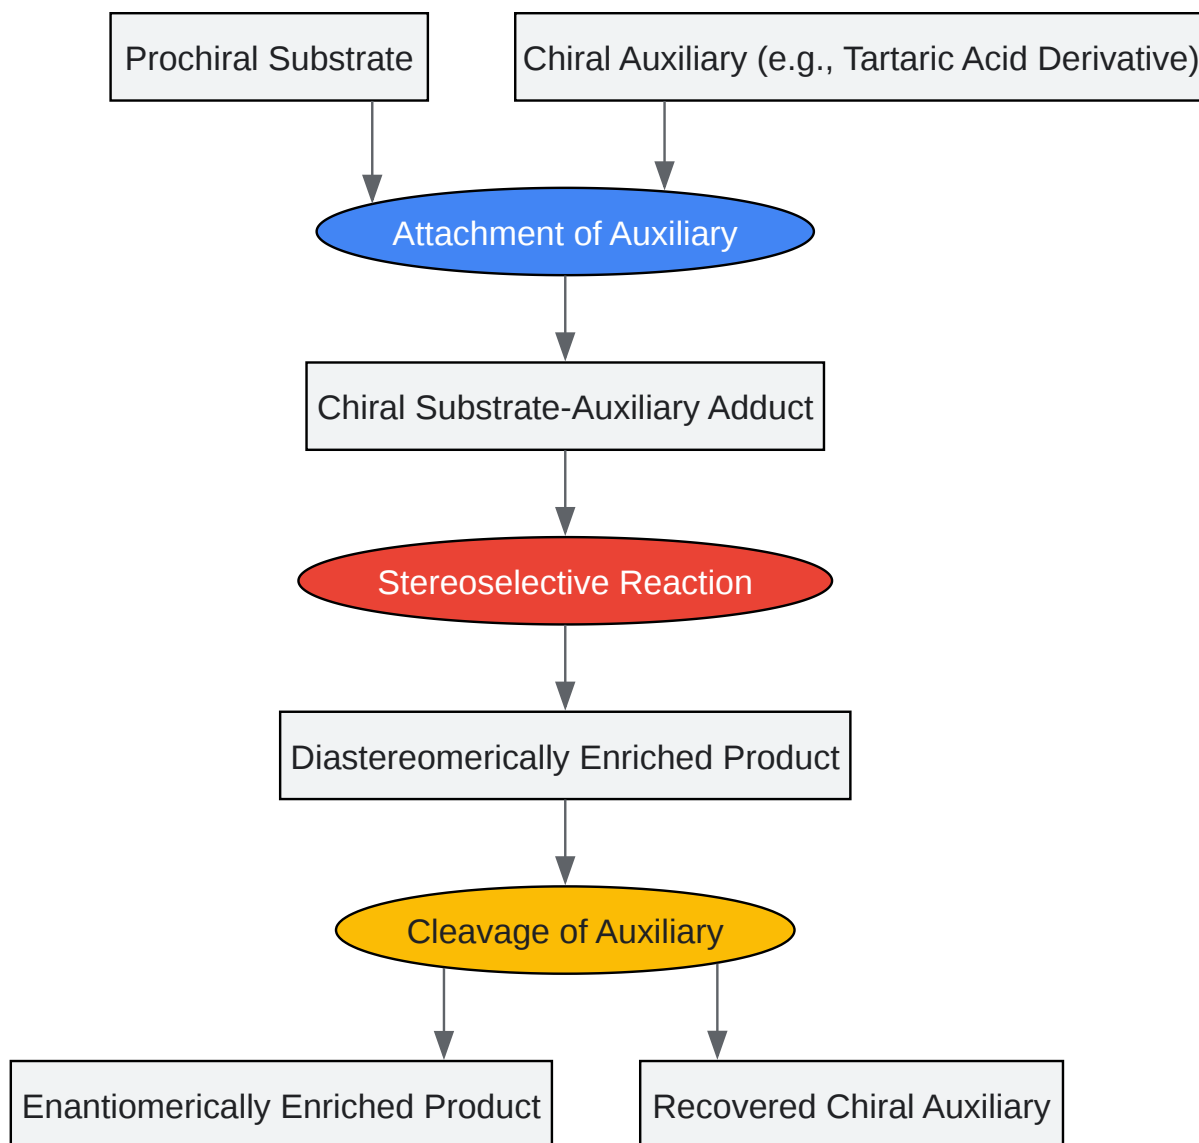 Prochiral Substrate
Chiral Auxiliary (e.g., Tartaric Acid Derivative)
Attachment of Auxiliary
Chiral Substrate-Auxiliary Adduct
Stereoselective Reaction
Diastereomerically Enriched Product
Cleavage of Auxiliary
Enantiomerically Enriched Product
Recovered Chiral Auxiliary